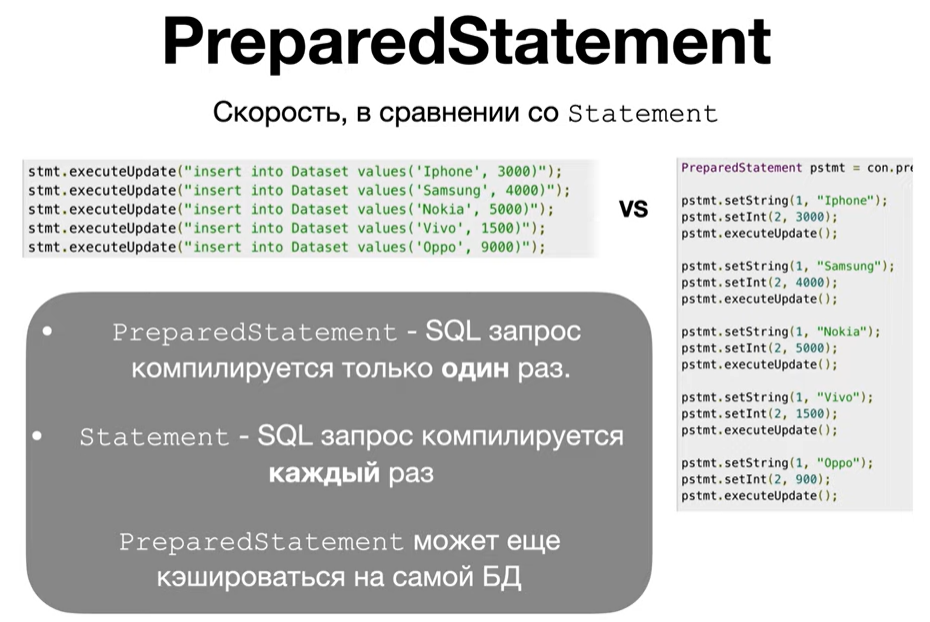 PreparedStatement
Скорость, в сравнении со Statement
stmt.executeUpdate("insert into Dataset values('Iphone', 3000)");
stmt.executeUpdate("insert into Dataset values('Samsung', 4000)");
stmt.executeUpdate("insert into Dataset values('Nokia', 5000)");
stmt.executeUpdate("insert into Dataset values('Vivo', 1500)");
stmt.executeUpdate("insert into Dataset values('Oppo', 9000)");
vs
PreparedStatement pstmt = con.pre
pstmt.setString(1, "Iphone");
pstmt.setInt(2, 3000);
pstmt.executeUpdate();
pstmt.setString(1, "Samsung");
pstmt.setInt(2, 4000);
pstmt.executeUpdate();
pstmt.setString(1, "Nokia");
pstmt.setInt(2, 5000);
pstmt.executeUpdate();
pstmt.setString(1, "Vivo");
pstmt.setInt(2, 1500);
pstmt.executeUpdate();
pstmt.setString(1, "Oppo");
pstmt.setInt(2, 900);
pstmt.executeUpdate();
• PreparedStatement - SQL запрос
компилируется только один раз.
• Statement - SQL запрос компилируется
каждый раз
PreparedStatement может еще
кэшироваться на самой БД